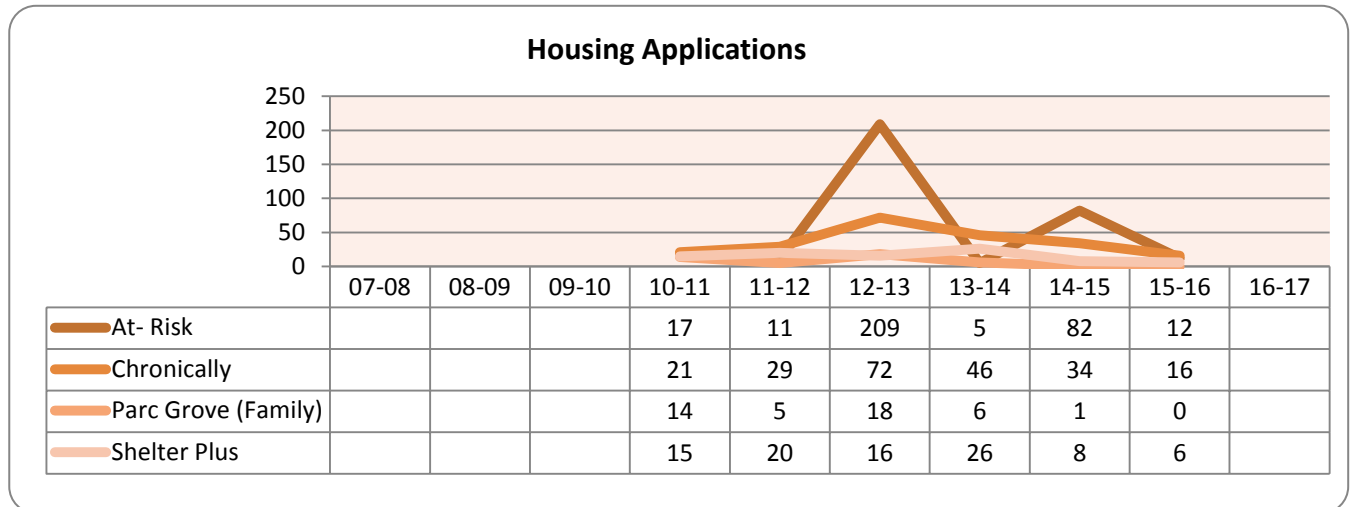 Housing Applications
250
200
150
100
50
0
07-08 08-09 09-10 10-11 11-12 12-13 13-14 14-15 15-16 16-17
At- Risk 17 11 209 5 82 12
Chronically 21 29 72 46 34 16
Parc Grove (Family) 14 5 18 6 1 0
Shelter Plus 15 20 16 26 8 6